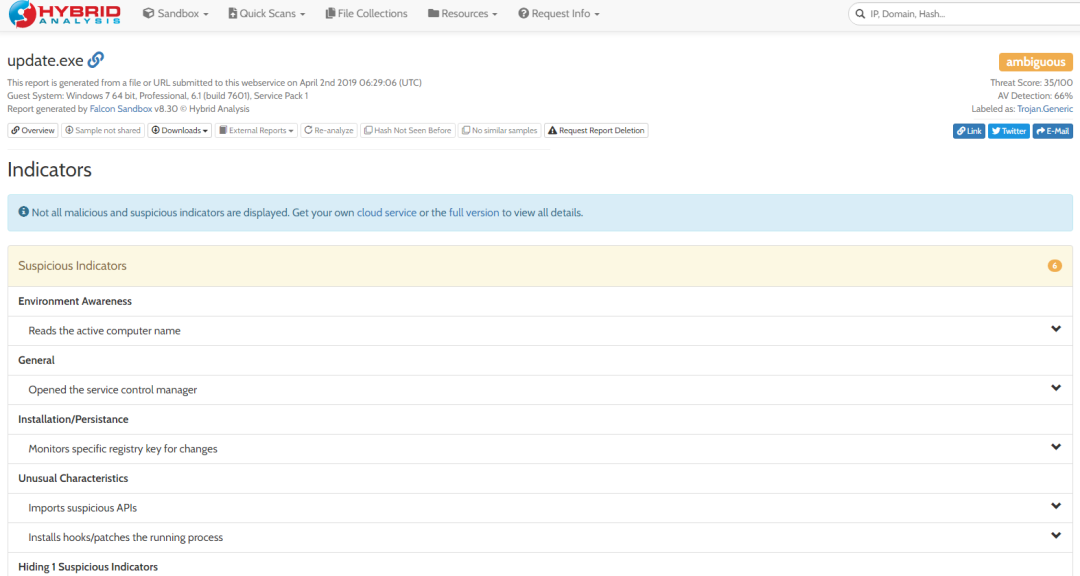 HYBRID
ANALYSIS
Sandbox
Quick Scans
File Collections
Resources
Request Info
IP, Domain, Hash...
update.exe
ambiguous
This report is generated from a file or URL submitted to this webservice on April 2nd 2019 06:29:06 (UTC)
Threat Score: 35/100
Guest System: Windows 7 64 bit, Professional, 6.1 (build 7601), Service Pack 1
AV Detection: 66%
Report generated by Falcon Sandbox v8.30 © Hybrid Analysis
Labeled as: Trojan.Generic
Overview
Sample not shared
Downloads
External Reports
Re-analyze
Hash Not Seen Before
No similar samples
Request Report Deletion
Link
Twitter
E-Mail
Indicators
Not all malicious and suspicious indicators are displayed. Get your own cloud service or the full version to view all details.
Suspicious Indicators
6
Environment Awareness
Reads the active computer name
General
Opened the service control manager
Installation/Persistance
Monitors specific registry key for changes
Unusual Characteristics
Imports suspicious APIs
Installs hooks/patches the running process
Hiding 1 Suspicious Indicators